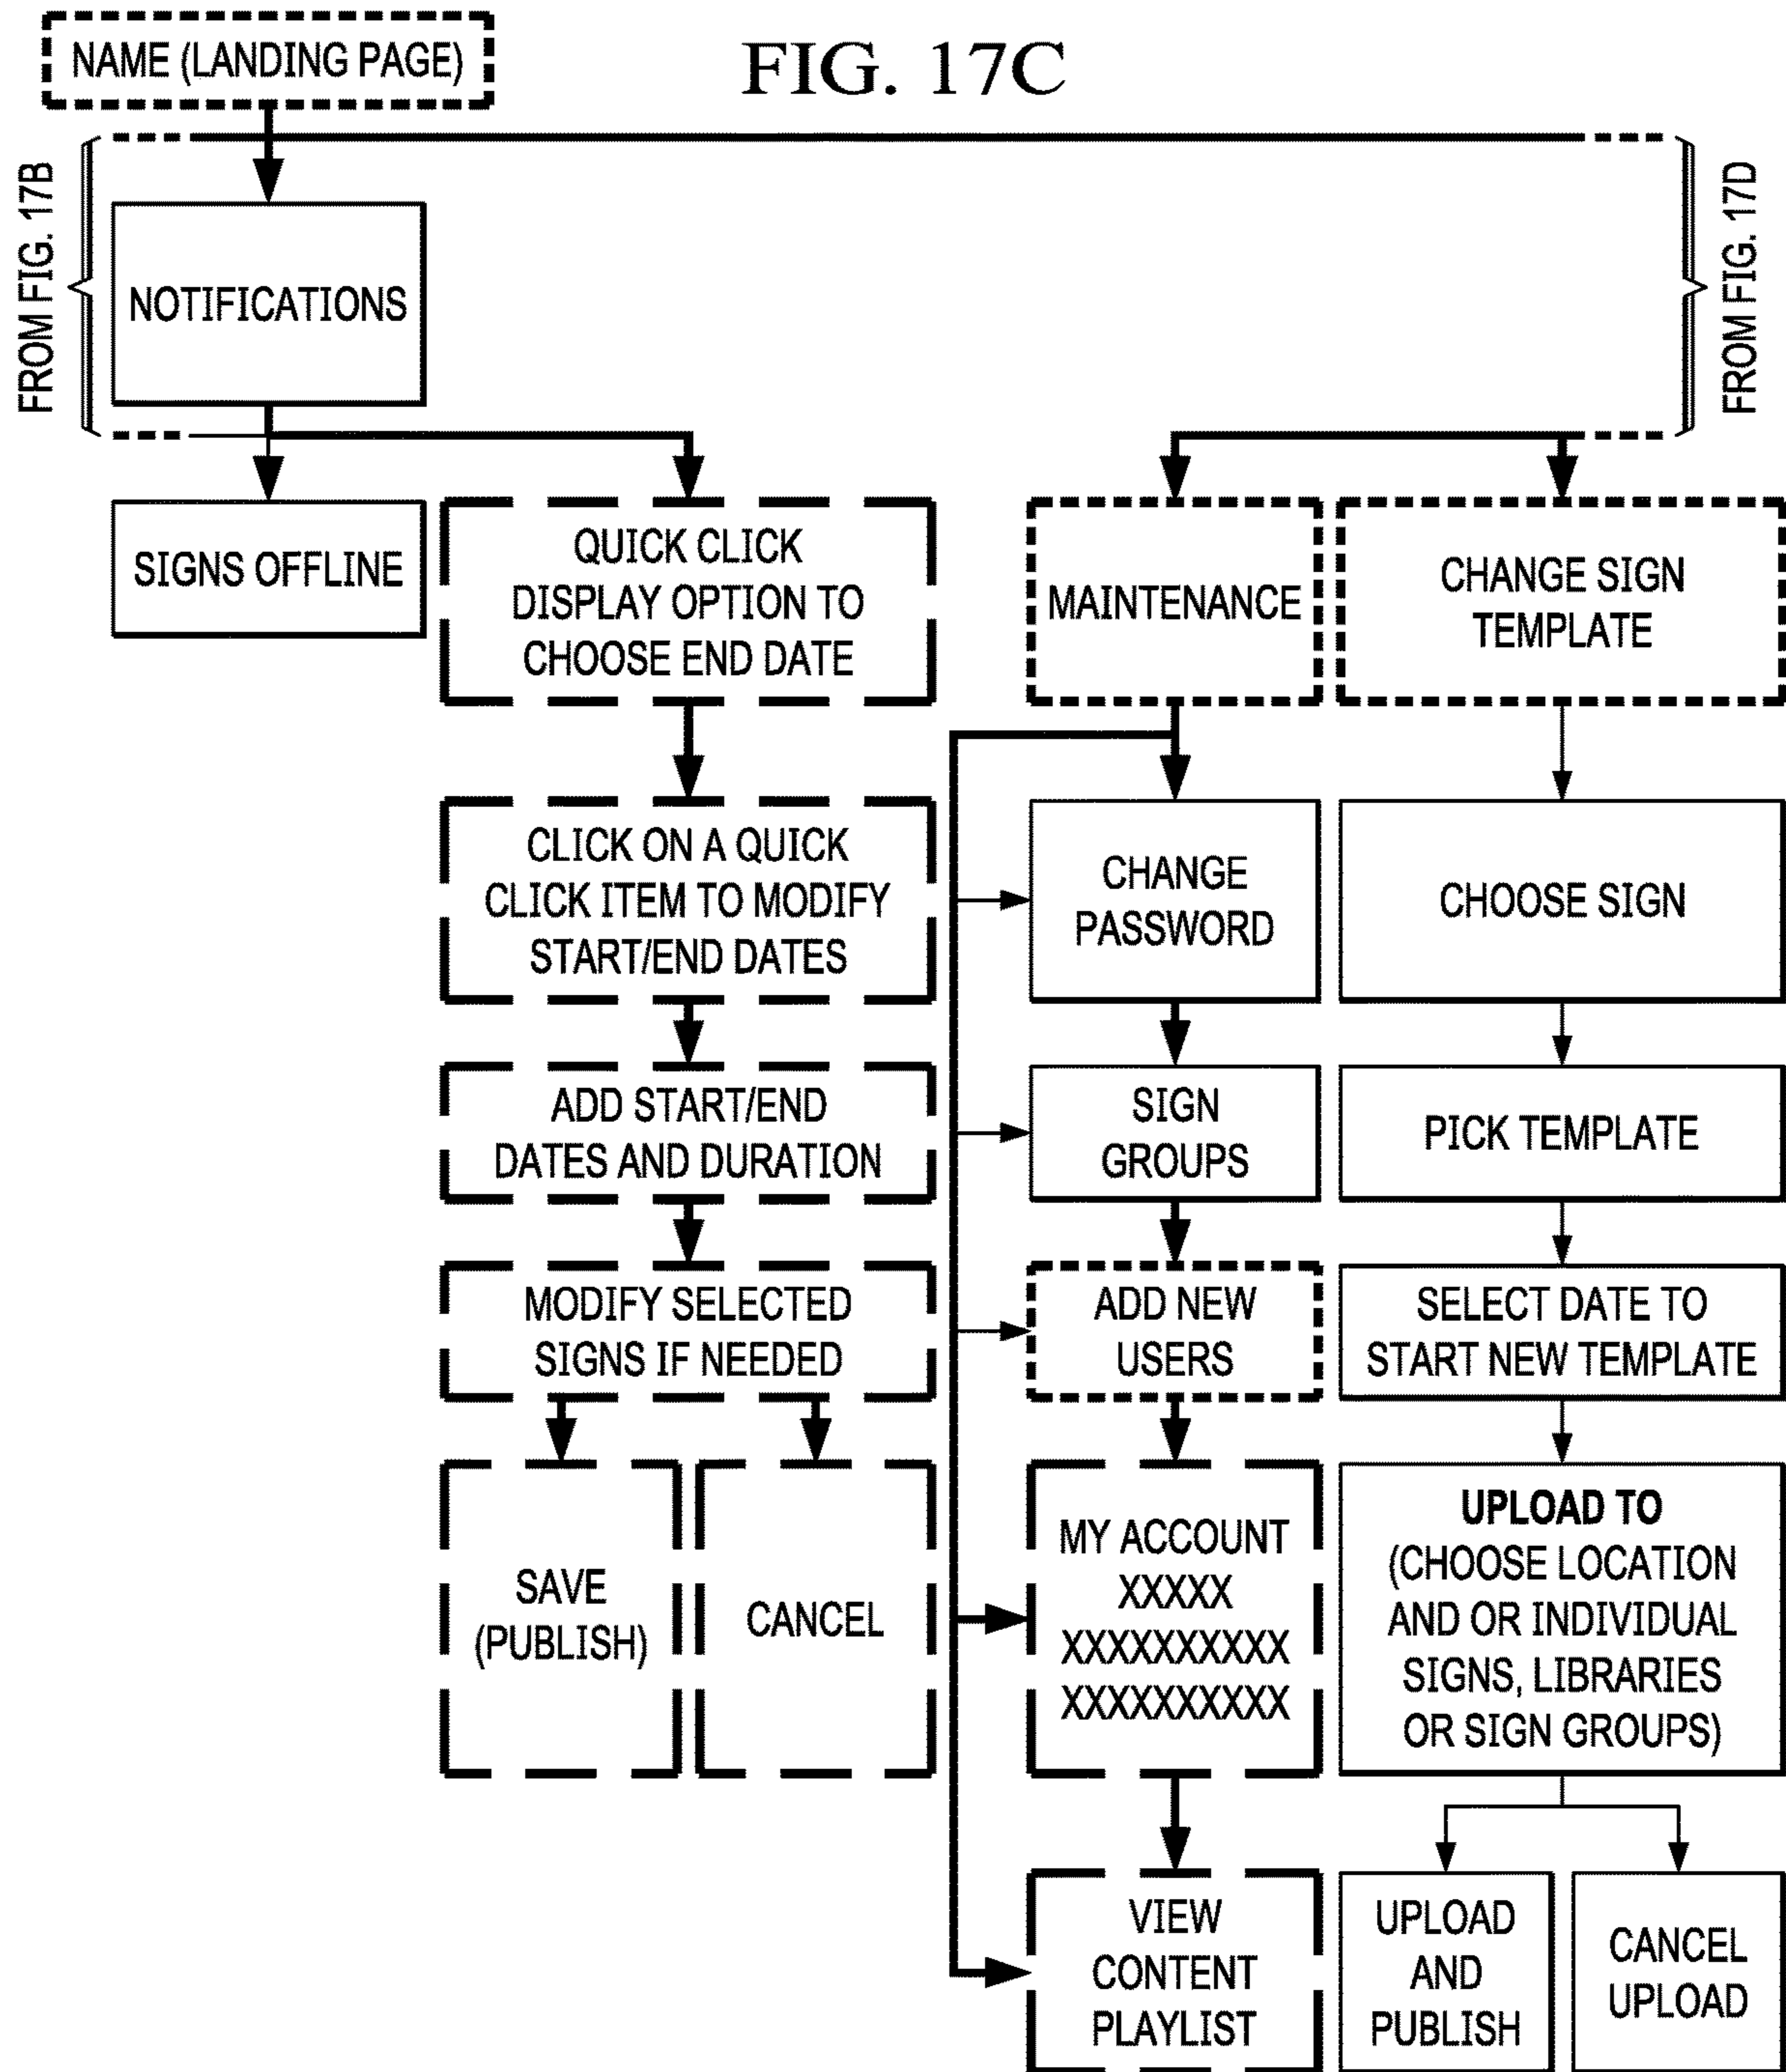 NAME (LANDING PAGE)
FIG. 17C
FROM FIG. 17B
FROM FIG. 17D
NOTIFICATIONS
SIGNS OFFLINE
QUICK CLICK
DISPLAY OPTION TO
CHOOSE END DATE
MAINTENANCE
CHANGE SIGN
TEMPLATE
CLICK ON A QUICK
CLICK ITEM TO MODIFY
START/END DATES
CHANGE
PASSWORD
CHOOSE SIGN
ADD START/END
DATES AND DURATION
SIGN
GROUPS
PICK TEMPLATE
MODIFY SELECTED
SIGNS IF NEEDED
ADD NEW
USERS
SELECT DATE TO
START NEW TEMPLATE
SAVE
(PUBLISH)
CANCEL
MY ACCOUNT
XXXXX
XXXXXXXXXX
XXXXXXXXXX
UPLOAD TO
(CHOOSE LOCATION
AND OR INDIVIDUAL
SIGNS, LIBRARIES
OR SIGN GROUPS)
VIEW
CONTENT
PLAYLIST
UPLOAD
AND
PUBLISH
CANCEL
UPLOAD